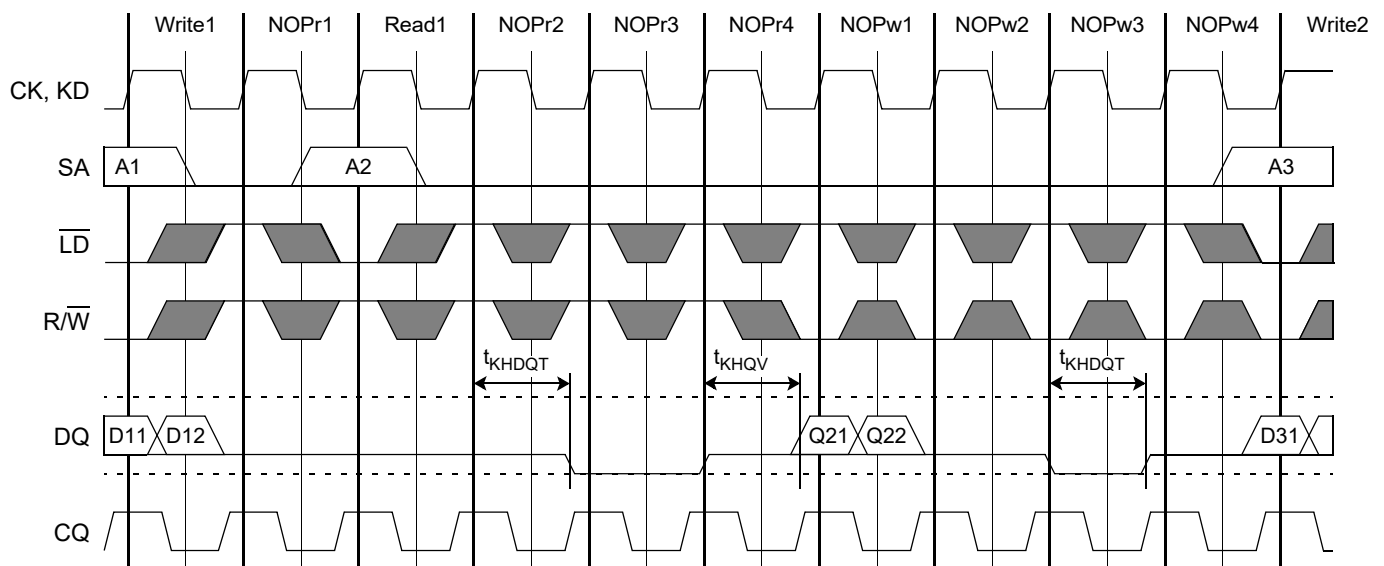 Write1 NOPr1 Read1 NOPr2 NOPr3 NOPr4 NOPw1 NOPw2 NOPw3 NOPw4 Write2
CK, KD
SA A1 A2 A3
L̅D̅
R/W̅
tKHDQT tKHQV tKHDQT
DQ D11 D12 Q21 Q22 D31
CQ